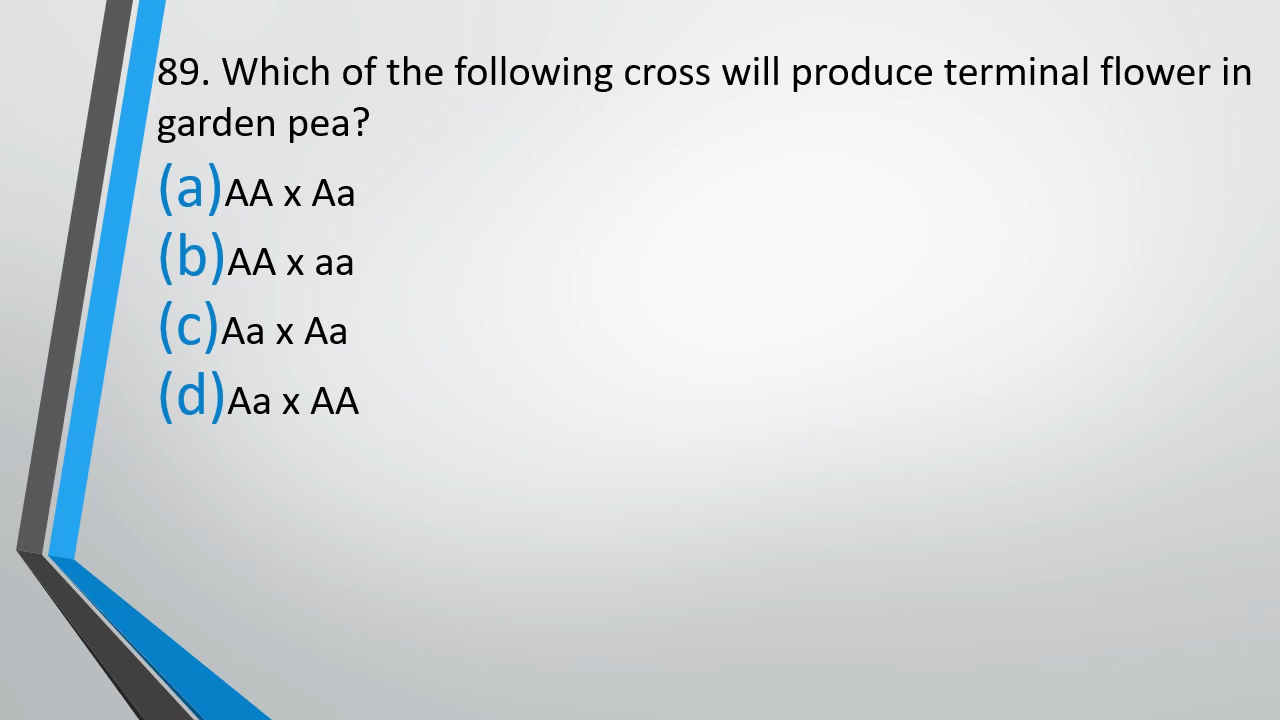 89. Which of the following cross will produce terminal flower in
garden pea?
(a)AA x Aa
(b)AA x aa
(c)Aa x Aa
(d)Aa x AA